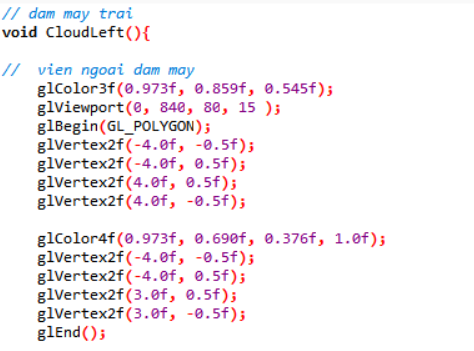 // dam may trai
void CloudLeft(){
// vien ngoai dam may
glColor3f(0.973f, 0.859f, 0.545f);
glViewport(0, 840, 80, 15 );
glBegin(GL_POLYGON);
glVertex2f(-4.0f, -0.5f);
glVertex2f(-4.0f, 0.5f);
glVertex2f(4.0f, 0.5f);
glVertex2f(4.0f, -0.5f);
glColor4f(0.973f, 0.690f, 0.376f, 1.0f);
glVertex2f(-4.0f, -0.5f);
glVertex2f(-4.0f, 0.5f);
glVertex2f(3.0f, 0.5f);
glVertex2f(3.0f, -0.5f);
glEnd();